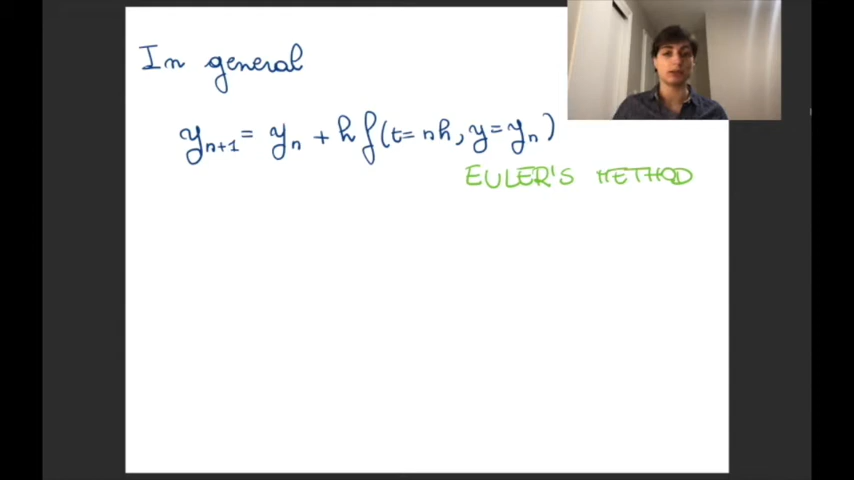 In general
yₙ₊₁ = yₙ + h f(t = nh, y = yₙ)
EULER'S METHOD